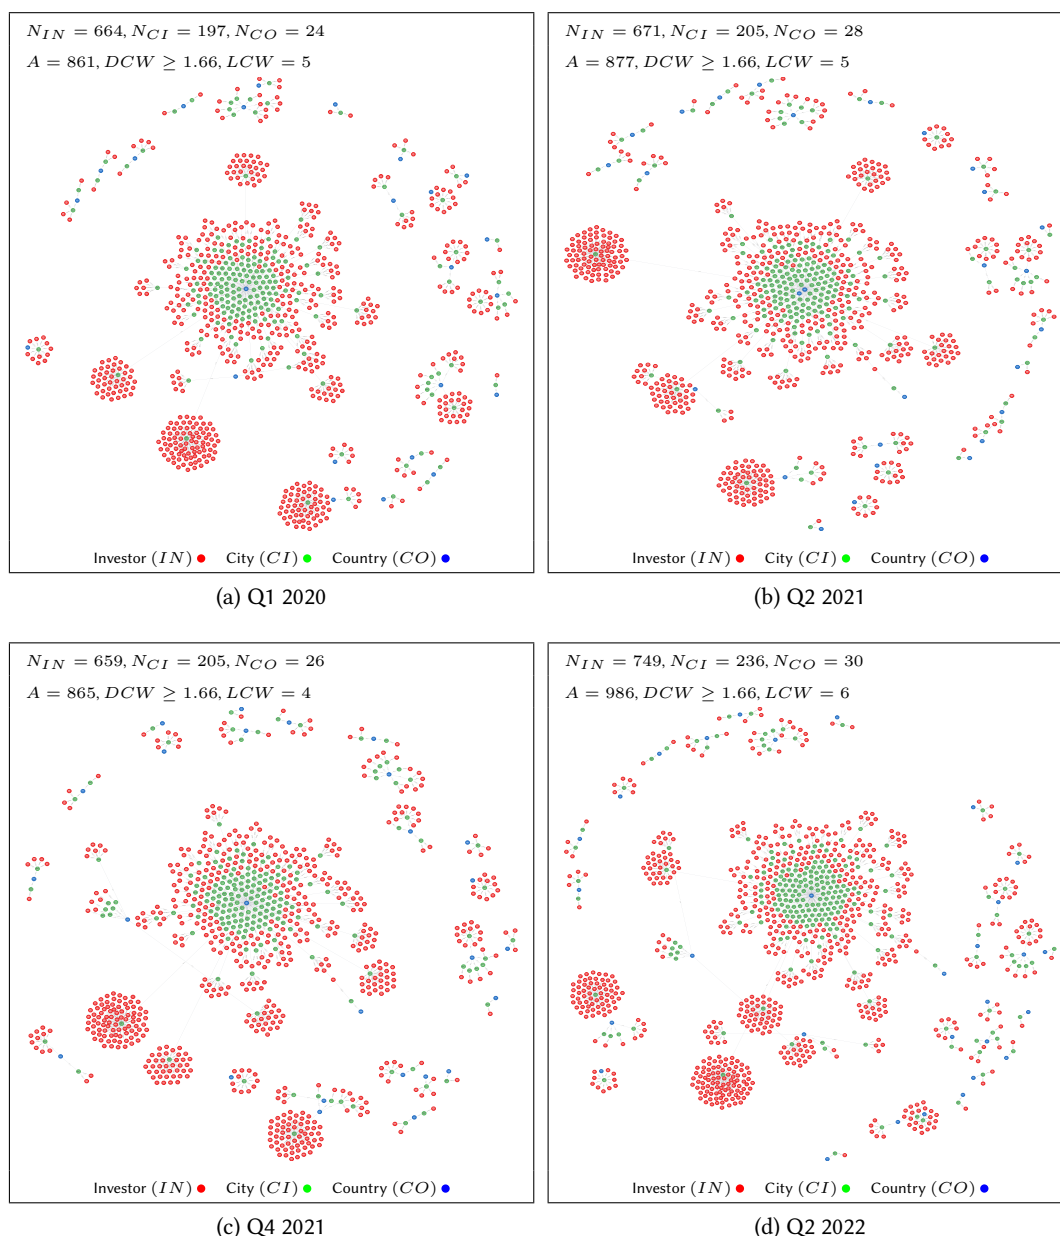 N_IN = 664, N_CI = 197, N_CO = 24
A = 861, DCW ≥ 1.66, LCW = 5
Investor (IN) City (CI) Country (CO)
(a) Q1 2020
N_IN = 671, N_CI = 205, N_CO = 28
A = 877, DCW ≥ 1.66, LCW = 5
Investor (IN) City (CI) Country (CO)
(b) Q2 2021
N_IN = 659, N_CI = 205, N_CO = 26
A = 865, DCW ≥ 1.66, LCW = 4
Investor (IN) City (CI) Country (CO)
(c) Q4 2021
N_IN = 749, N_CI = 236, N_CO = 30
A = 986, DCW ≥ 1.66, LCW = 6
Investor (IN) City (CI) Country (CO)
(d) Q2 2022